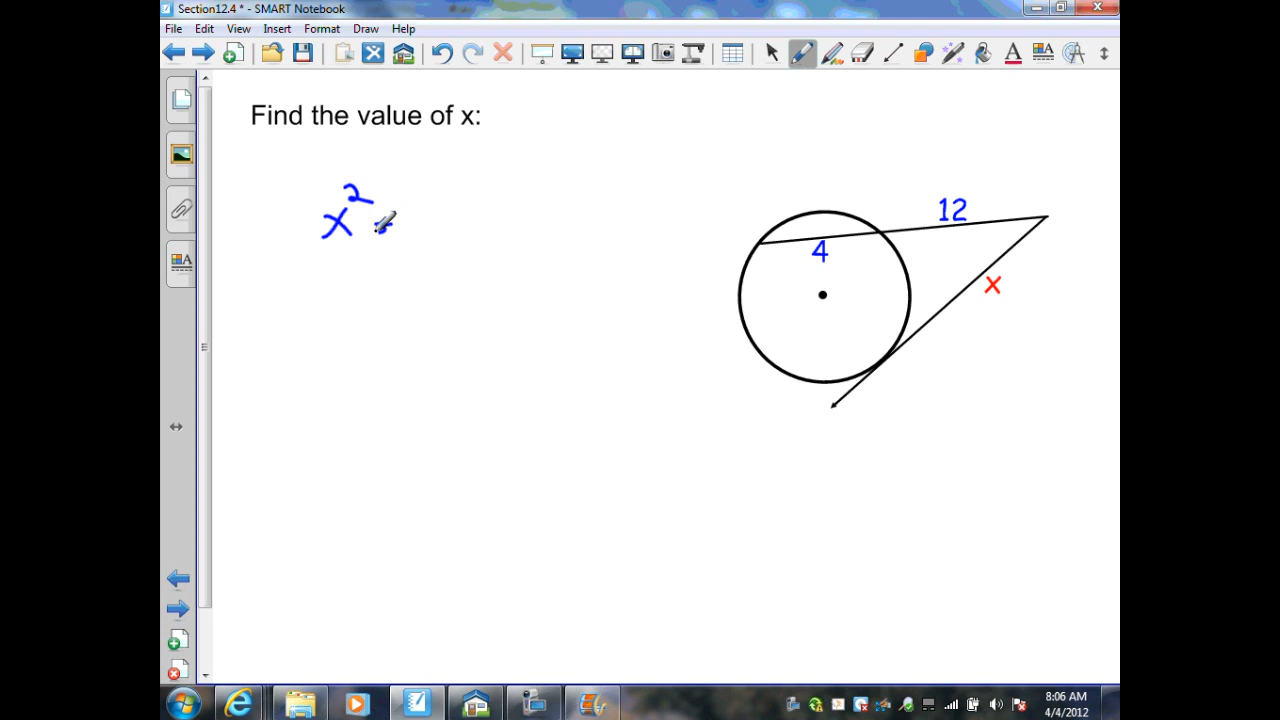 Section12.4 * - SMART Notebook
File Edit View Insert Format Draw Help
Find the value of x:
x² =
12
4
x
8:06 AM
4/4/2012